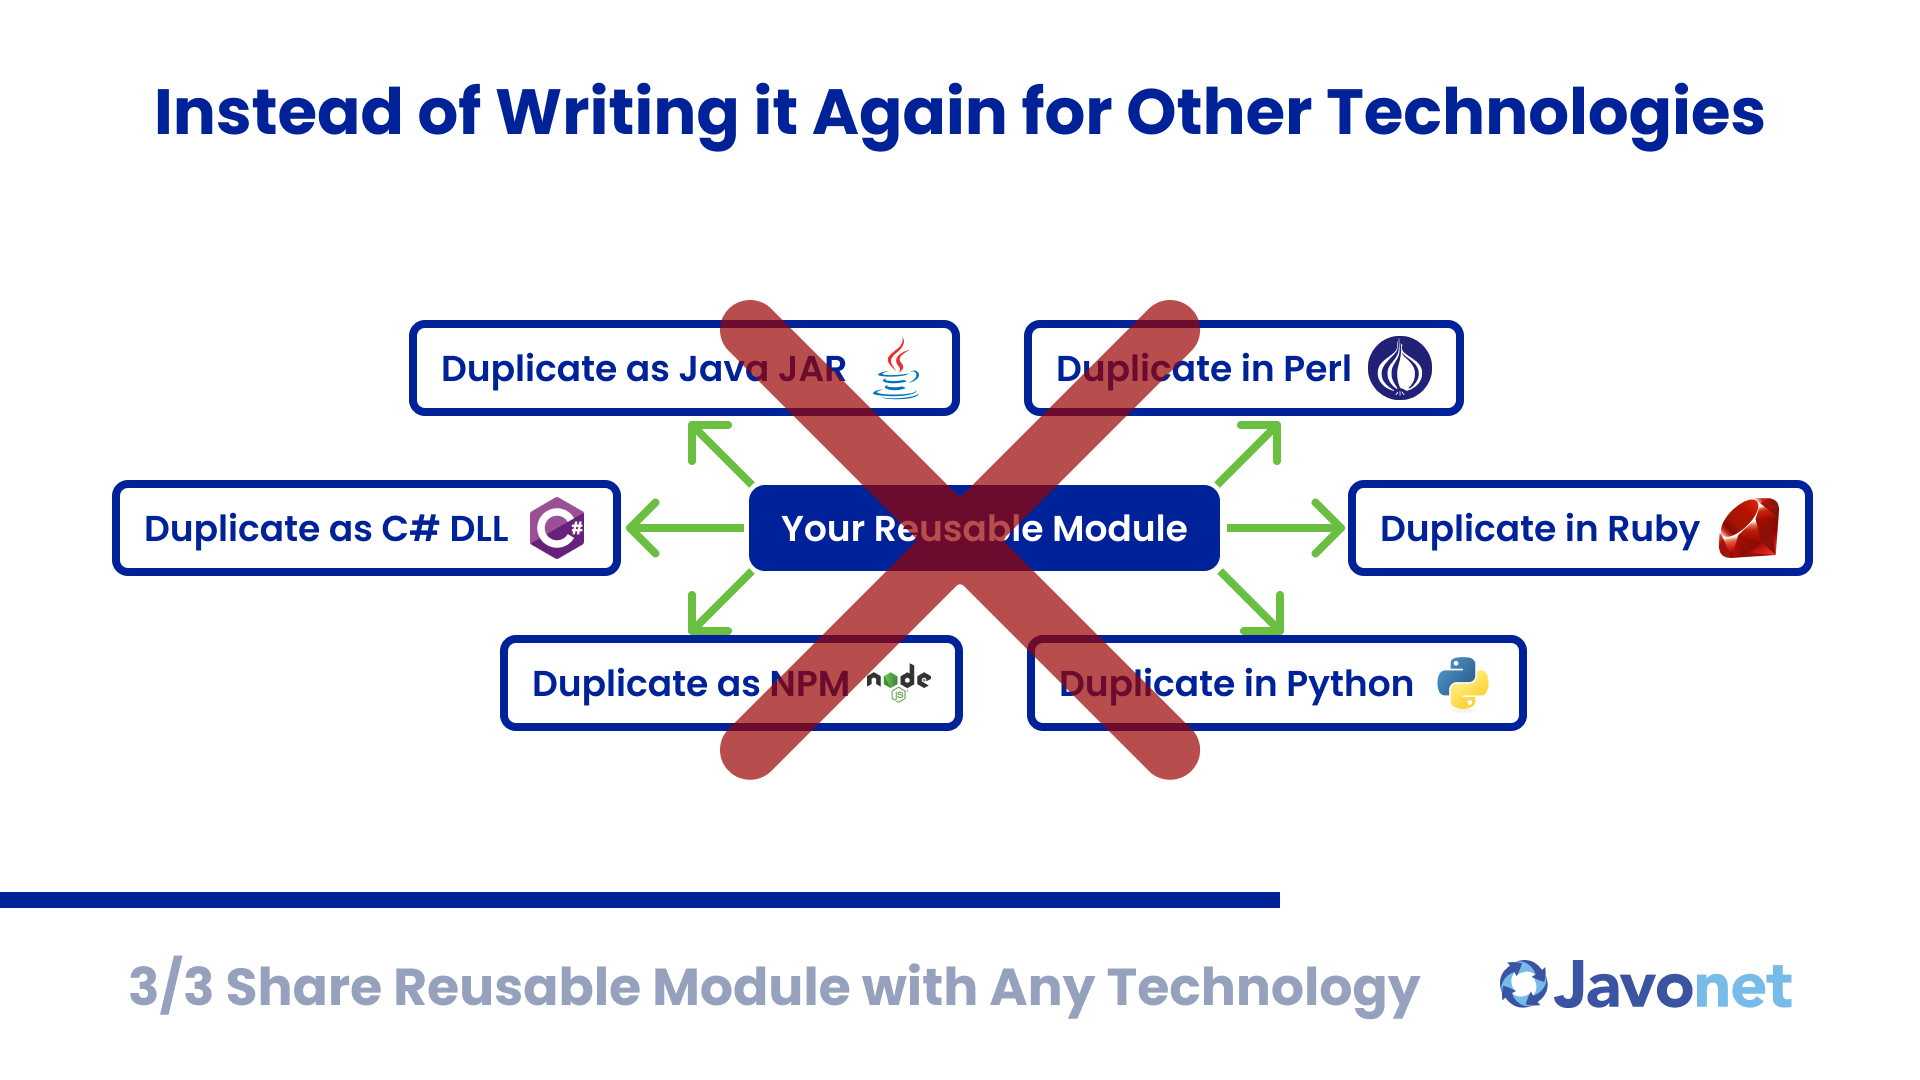 Instead of Writing it Again for Other Technologies
Duplicate as Java JAR
Duplicate in Perl
Duplicate as C# DLL
C#
Your Reusable Module
Duplicate in Ruby
Duplicate as NPM
node
JS
Duplicate in Python
3/3 Share Reusable Module with Any Technology
Javonet